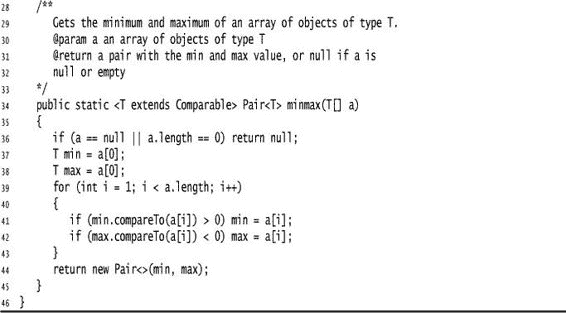 28    /**
29       Gets the minimum and maximum of an array of objects of type T.
30       @param a an array of objects of type T
31       @return a pair with the min and max value, or null if a is
32       null or empty
33    */
34    public static <T extends Comparable> Pair<T> minmax(T[] a)
35    {
36       if (a == null || a.length == 0) return null;
37       T min = a[0];
38       T max = a[0];
39       for (int i = 1; i < a.length; i++)
40       {
41          if (min.compareTo(a[i]) > 0) min = a[i];
42          if (max.compareTo(a[i]) < 0) max = a[i];
43       }
44       return new Pair<>(min, max);
45    }
46 }